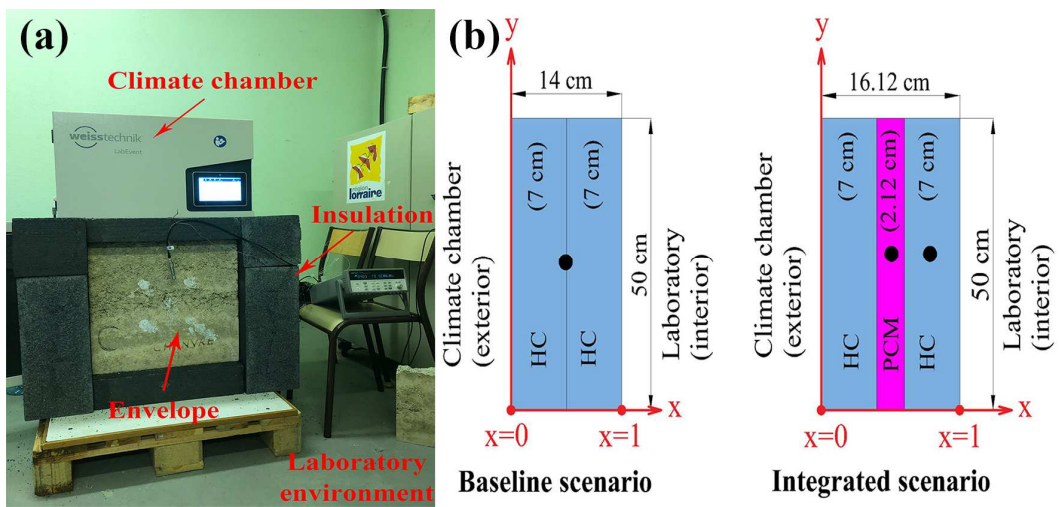 (a)
Climate chamber
weisstechnik
LabEvent
lorraine
Insulation
Envelope
Laboratory
environment
(b)
y
14 cm
Climate chamber
(exterior)
HC
(7 cm)
HC
(7 cm)
50 cm
Laboratory
(interior)
x
x=0
x=1
Baseline scenario
y
16.12 cm
Climate chamber
(exterior)
HC
(7 cm)
PCM
(2.12 cm)
HC
(7 cm)
50 cm
Laboratory
(interior)
x
x=0
x=1
Integrated scenario